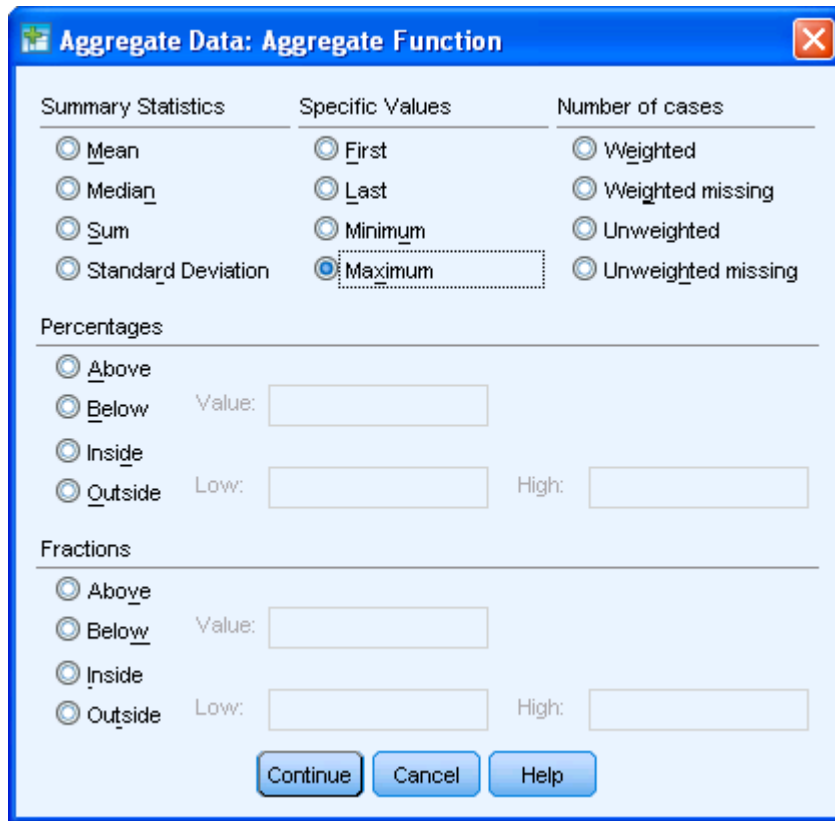 Aggregate Data: Aggregate Function
Summary Statistics
Mean
Median
Sum
Standard Deviation
Specific Values
First
Last
Minimum
Maximum
Number of cases
Weighted
Weighted missing
Unweighted
Unweighted missing
Percentages
Above
Below
Value:
Inside
Outside
Low:
High:
Fractions
Above
Below
Value:
Inside
Outside
Low:
High:
Continue
Cancel
Help